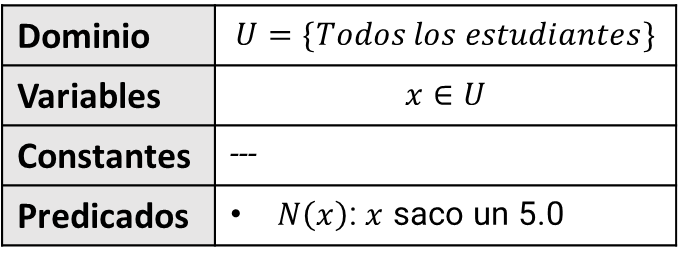 Dominio U = {Todos los estudiantes}
Variables x ∈ U
Constantes ---
Predicados • N(x): x saco un 5.0